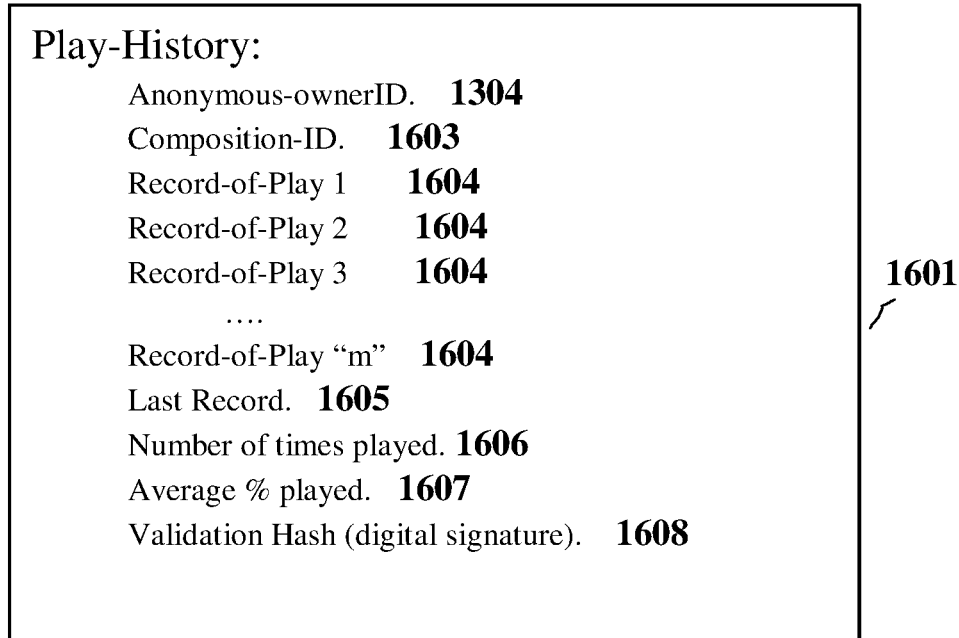 Play-History:
Anonymous-ownerID. 1304
Composition-ID. 1603
Record-of-Play 1 1604
Record-of-Play 2 1604
Record-of-Play 3 1604
1601
....
Record-of-Play “m” 1604
Last Record. 1605
Number of times played. 1606
Average % played. 1607
Validation Hash (digital signature). 1608